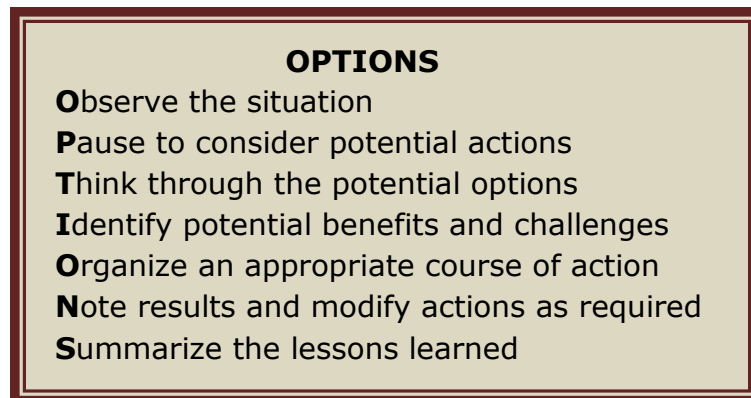 OPTIONS
Observe the situation
Pause to consider potential actions
Think through the potential options
Identify potential benefits and challenges
Organize an appropriate course of action
Note results and modify actions as required
Summarize the lessons learned